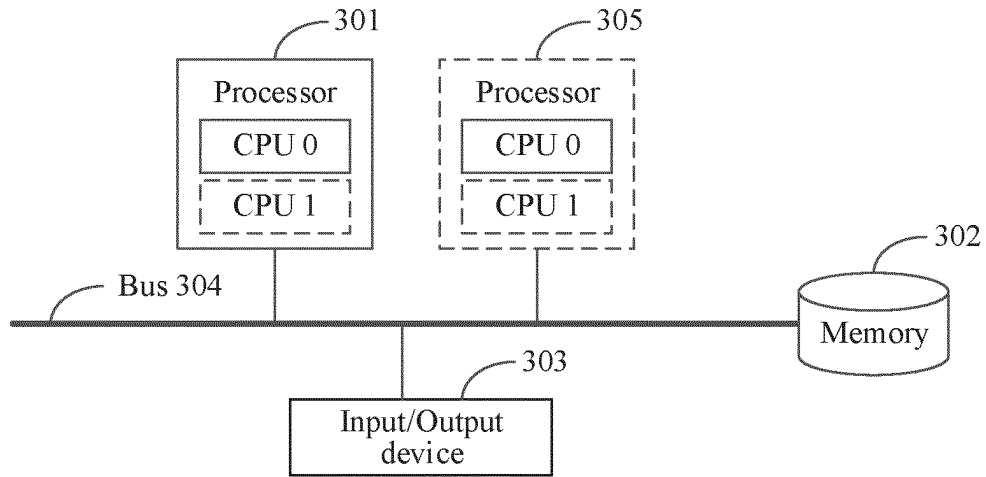 301
305
Processor
Processor
CPU 0
CPU 0
CPU 1
CPU 1
302
Bus 304
Memory
303
Input/Output
device